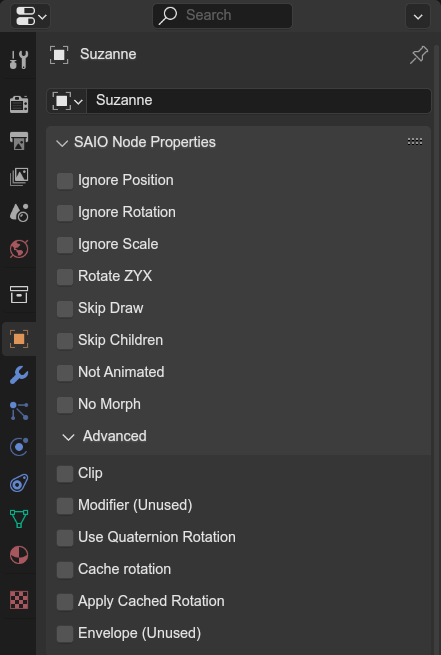 Search
Suzanne
Suzanne
SAIO Node Properties
Ignore Position
Ignore Rotation
Ignore Scale
Rotate ZYX
Skip Draw
Skip Children
Not Animated
No Morph
Advanced
Clip
Modifier (Unused)
Use Quaternion Rotation
Cache rotation
Apply Cached Rotation
Envelope (Unused)